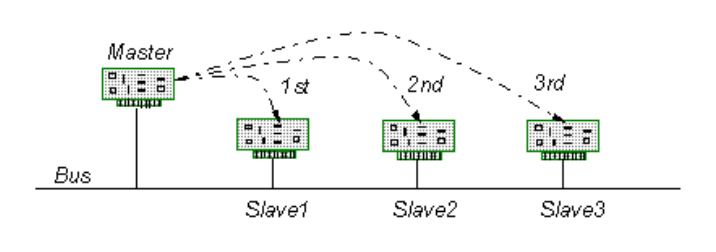 Master
1st
2nd
3rd
Bus
Slave1
Slave2
Slave3